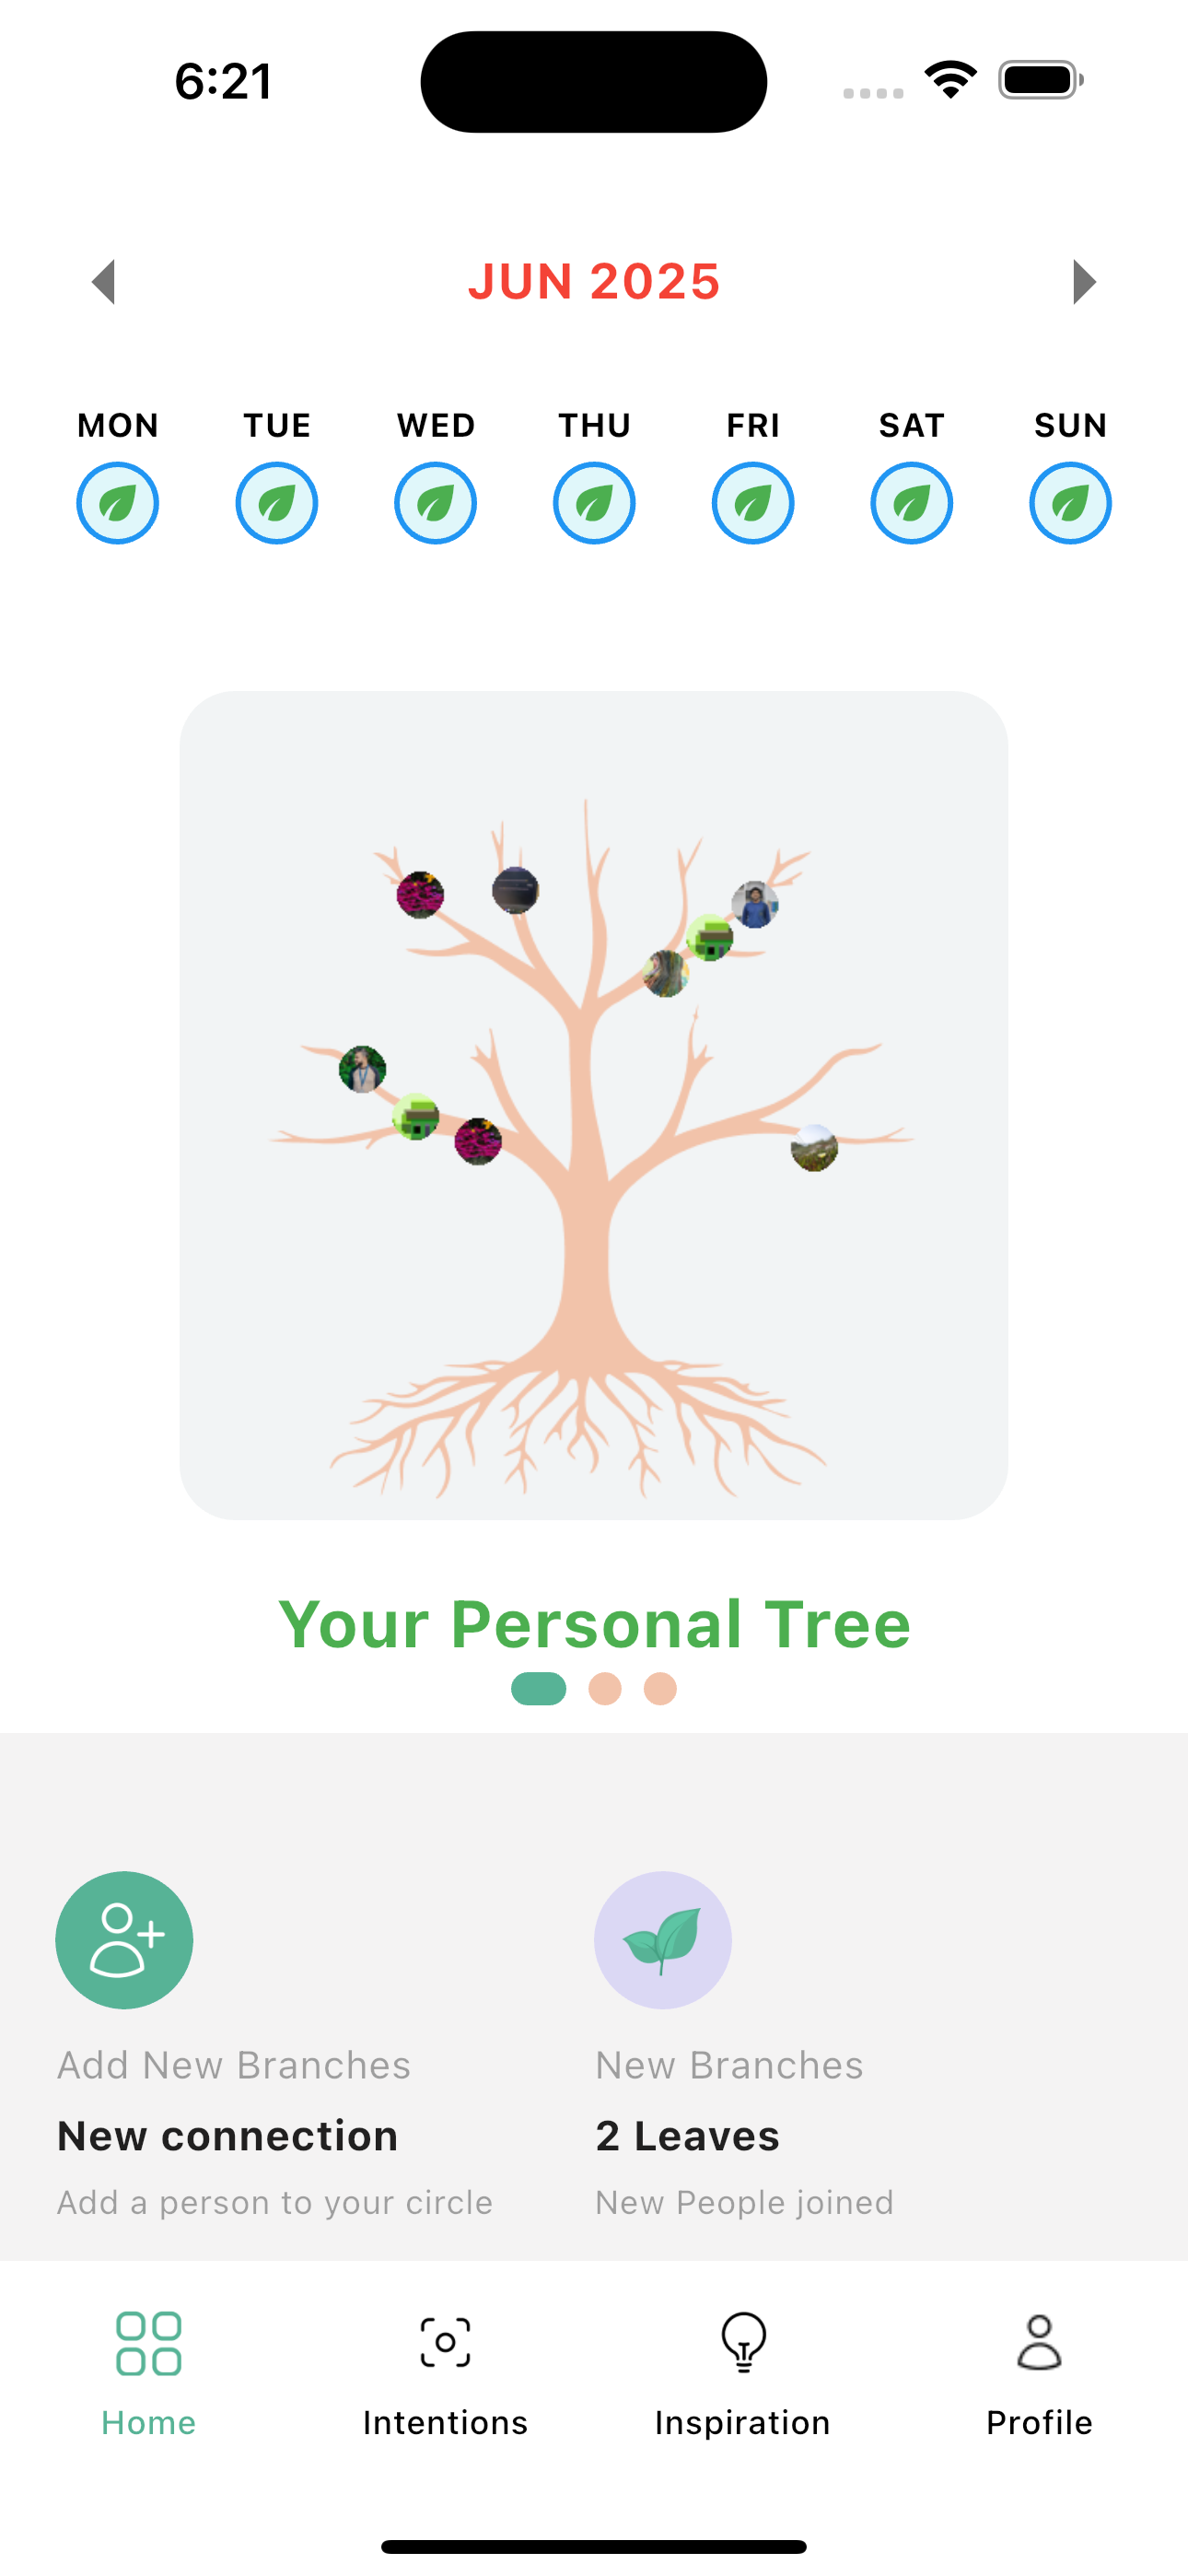 6:21
JUN 2025
MON TUE WED THU FRI SAT SUN
Your Personal Tree
Add New Branches
New connection
Add a person to your circle
New Branches
2 Leaves
New People joined
Home Intentions Inspiration Profile